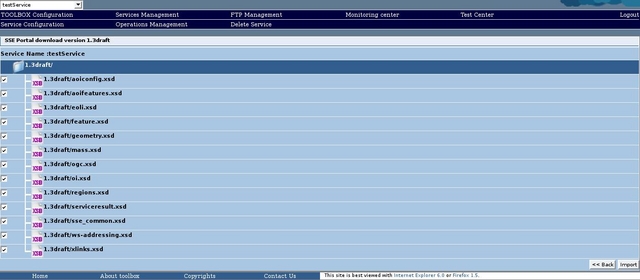 testService
TOOLBOX Configuration Services Management FTP Management Monitoring center Test Center Logout
Service Configuration Operations Management Delete Service
SSE Portal download version 1.3draft
Service Name :testService
1.3draft/
1.3draft/aoiconfig.xsd
1.3draft/aoifeatures.xsd
1.3draft/eoli.xsd
1.3draft/feature.xsd
1.3draft/geometry.xsd
1.3draft/mass.xsd
1.3draft/ogc.xsd
1.3draft/oi.xsd
1.3draft/regions.xsd
1.3draft/serviceresult.xsd
1.3draft/sse_common.xsd
1.3draft/ws-addressing.xsd
1.3draft/xlinks.xsd
<< Back Import
Home About toolbox Copyrights Contact Us This site is best viewed with Internet Explorer 6.0 or Firefox 1.5.